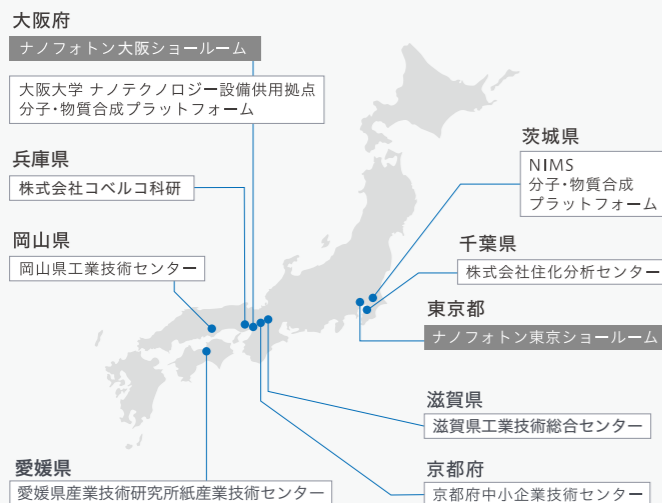 大阪府
ナノフォトン大阪ショールーム
大阪大学 ナノテクノロジー設備供用拠点
分子・物質合成プラットフォーム
兵庫県
株式会社コベルコ科研
岡山県
岡山県工業技術センター
愛媛県
愛媛県産業技術研究所紙産業技術センター
茨城県
NIMS
分子・物質合成
プラットフォーム
千葉県
株式会社住化分析センター
東京都
ナノフォトン東京ショールーム
滋賀県
滋賀県工業技術総合センター
京都府
京都府中小企業技術センター